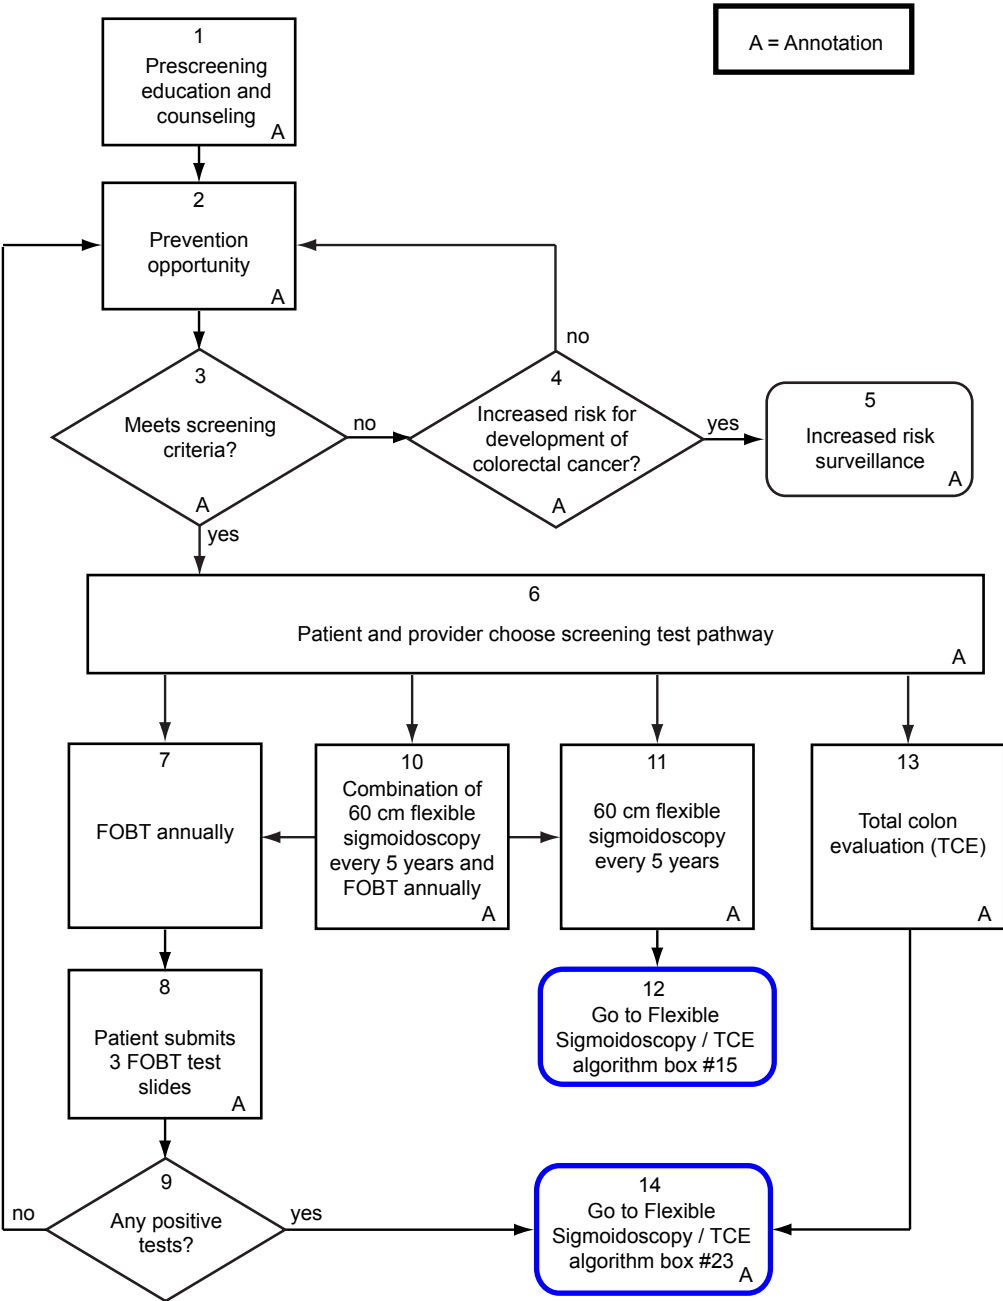 A = Annotation
1
Prescreening
education and
counseling
A
2
Prevention
opportunity
A
no
3
Meets screening
criteria?
A
no
yes
4
Increased risk for
development of
colorectal cancer?
A
yes
5
Increased risk
surveillance
A
6
Patient and provider choose screening test pathway
A
7
FOBT annually
10
Combination of
60 cm flexible
sigmoidoscopy
every 5 years and
FOBT annually
A
11
60 cm flexible
sigmoidoscopy
every 5 years
A
13
Total colon
evaluation (TCE)
A
8
Patient submits
3 FOBT test
slides
A
12
Go to Flexible
Sigmoidoscopy / TCE
algorithm box #15
9
Any positive
tests?
no
yes
14
Go to Flexible
Sigmoidoscopy / TCE
algorithm box #23
A